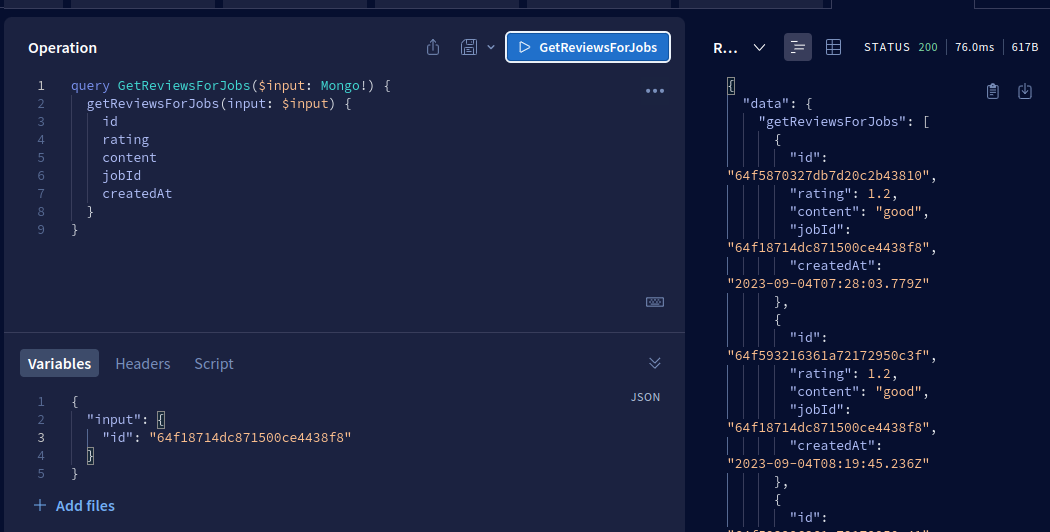 Operation
GetReviewsForJobs
1 query GetReviewsForJobs($input: Mongo!) {
2 getReviewsForJobs(input: $input) {
3 id
4 rating
5 content
6 jobId
7 createdAt
8 }
9 }
Variables Headers Script
JSON
1 {
2 "input": {
3 "id": "64f18714dc871500ce4438f8"
4 }
5 }
+ Add files
R... STATUS 200 76.0ms 617B
{
"data": {
"getReviewsForJobs": [
{
"id":
"64f5870327db7d20c2b43810",
"rating": 1.2,
"content": "good",
"jobId":
"64f18714dc871500ce4438f8",
"createdAt":
"2023-09-04T07:28:03.779Z"
},
{
"id":
"64f593216361a72172950c3f",
"rating": 1.2,
"content": "good",
"jobId":
"64f18714dc871500ce4438f8",
"createdAt":
"2023-09-04T08:19:45.236Z"
},
{
"id":